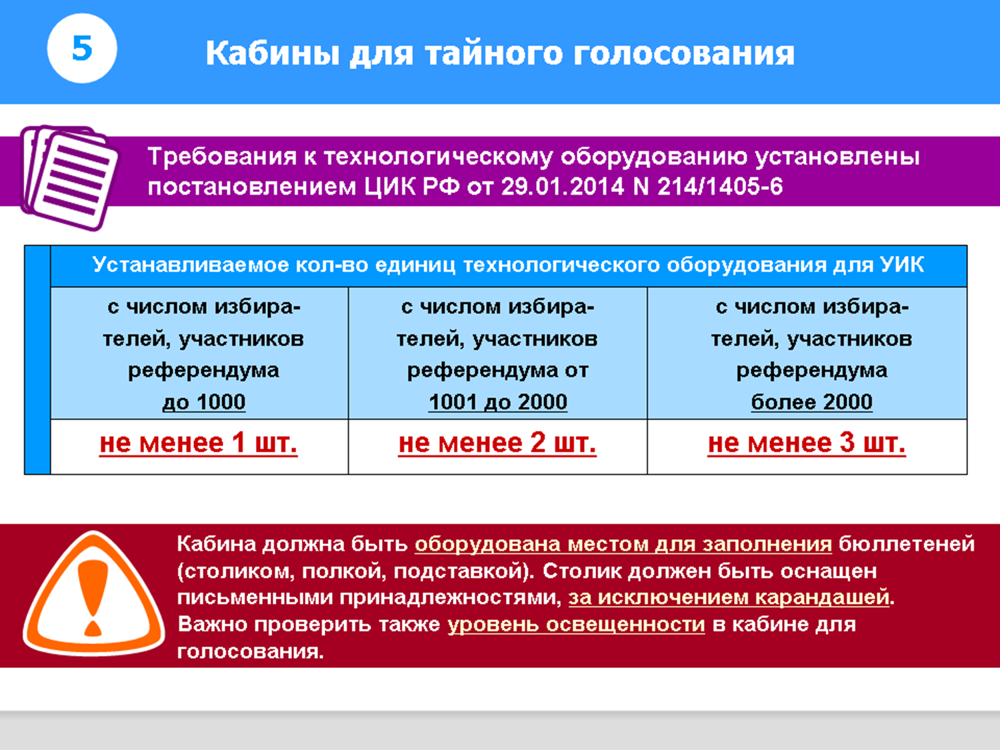 5
Кабины для тайного голосования
Требования к технологическому оборудованию установлены
постановлением ЦИК РФ от 29.01.2014 N 214/1405-6
Устанавливаемое кол-во единиц технологического оборудования для УИК
с числом избира-
телей, участников
референдума
до 1000
с числом избира-
телей, участников
референдума от
1001 до 2000
с числом избира-
телей, участников
референдума
более 2000
не менее 1 шт.
не менее 2 шт.
не менее 3 шт.
Кабина должна быть оборудована местом для заполнения бюллетеней
(столиком, полкой, подставкой). Столик должен быть оснащен
письменными принадлежностями, за исключением карандашей.
Важно проверить также уровень освещенности в кабине для
голосования.